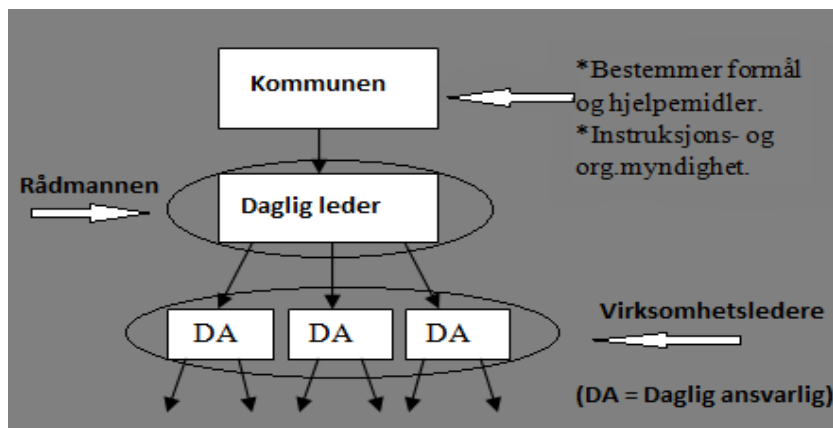 Kommunen
*Bestemmer formål
og hjelpemidler.
*Instruksjons- og
org.myndighet.
Rådmannen
Daglig leder
Virksomhetsledere
DA
DA
DA
(DA = Daglig ansvarlig)